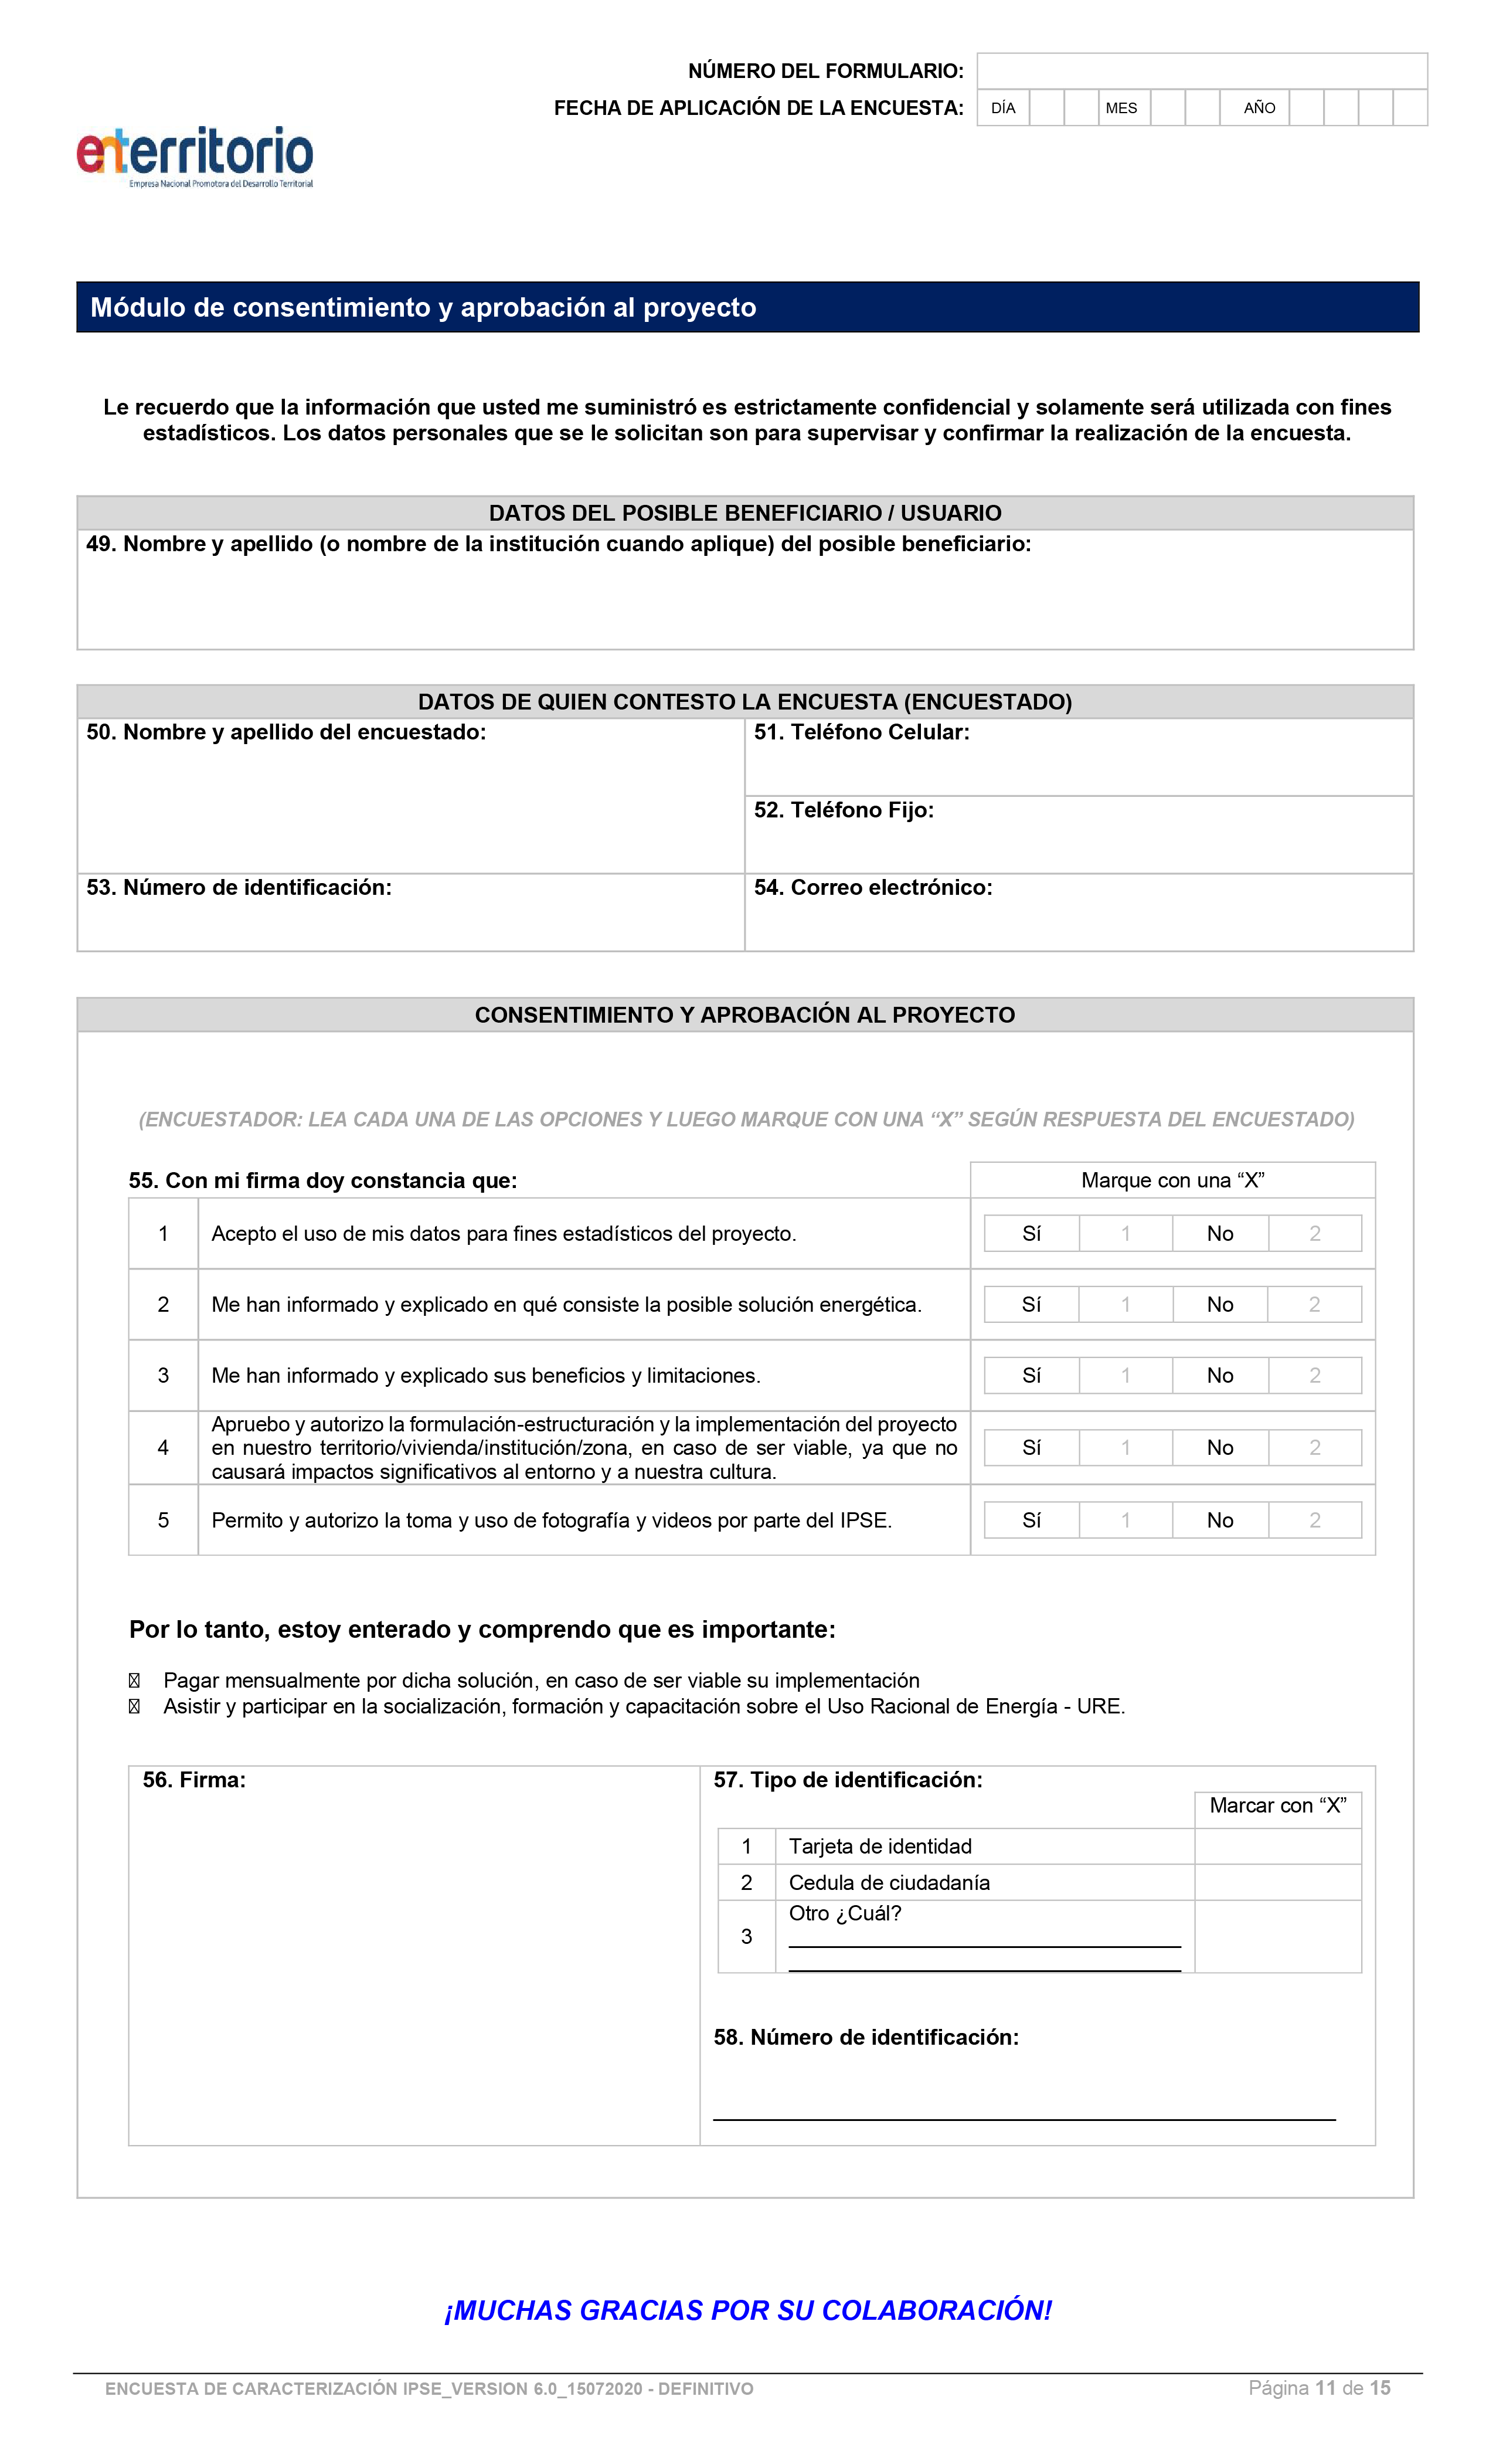 NÚMERO DEL FORMULARIO:
FECHA DE APLICACIÓN DE LA ENCUESTA: DÍA MES AÑO
enterritorio
Empresa Nacional Promotora del Desarrollo Territorial
Módulo de consentimiento y aprobación al proyecto
Le recuerdo que la información que usted me suministró es estrictamente confidencial y solamente será utilizada con fines
estadísticos. Los datos personales que se le solicitan son para supervisar y confirmar la realización de la encuesta.
DATOS DEL POSIBLE BENEFICIARIO / USUARIO
49. Nombre y apellido (o nombre de la institución cuando aplique) del posible beneficiario:
DATOS DE QUIEN CONTESTO LA ENCUESTA (ENCUESTADO)
50. Nombre y apellido del encuestado:
51. Teléfono Celular:
52. Teléfono Fijo:
53. Número de identificación:
54. Correo electrónico:
CONSENTIMIENTO Y APROBACIÓN AL PROYECTO
(ENCUESTADOR: LEA CADA UNA DE LAS OPCIONES Y LUEGO MARQUE CON UNA “X” SEGÚN RESPUESTA DEL ENCUESTADO)
55. Con mi firma doy constancia que: Marque con una “X”
1 Acepto el uso de mis datos para fines estadísticos del proyecto. Sí 1 No 2
2 Me han informado y explicado en qué consiste la posible solución energética. Sí 1 No 2
3 Me han informado y explicado sus beneficios y limitaciones. Sí 1 No 2
Apruebo y autorizo la formulación-estructuración y la implementación del proyecto
4 en nuestro territorio/vivienda/institución/zona, en caso de ser viable, ya que no Sí 1 No 2
causará impactos significativos al entorno y a nuestra cultura.
5 Permito y autorizo la toma y uso de fotografía y videos por parte del IPSE. Sí 1 No 2
Por lo tanto, estoy enterado y comprendo que es importante:
Pagar mensualmente por dicha solución, en caso de ser viable su implementación
Asistir y participar en la socialización, formación y capacitación sobre el Uso Racional de Energía - URE.
56. Firma:
57. Tipo de identificación:
Marcar con “X”
1 Tarjeta de identidad
2 Cedula de ciudadanía
3 Otro ¿Cuál?
58. Número de identificación:
¡MUCHAS GRACIAS POR SU COLABORACIÓN!
ENCUESTA DE CARACTERIZACIÓN IPSE_VERSION 6.0_15072020 - DEFINITIVO Página 11 de 15